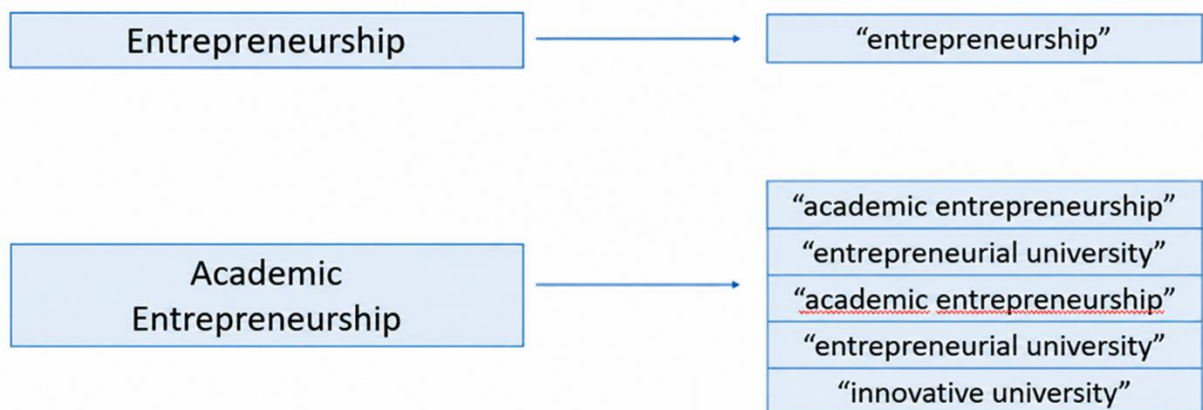 Entrepreneurship
“entrepreneurship”
Academic
Entrepreneurship
“academic entrepreneurship”
“entrepreneurial university”
“academic entrepreneurship”
“entrepreneurial university”
“innovative university”